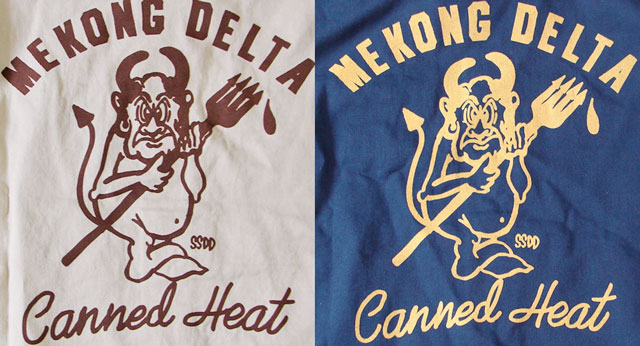 MEKONG DELTA
SSDD
Canned Heat
MEKONG DELTA
SSDD
Canned Heat